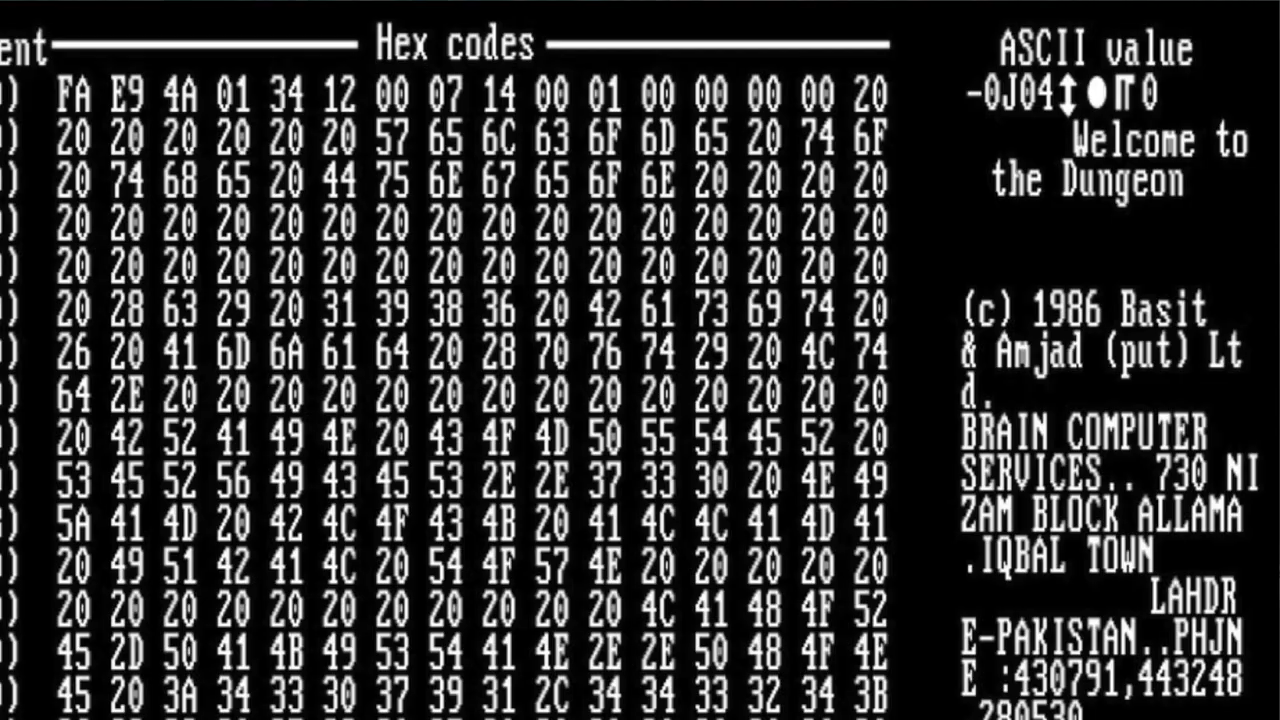 ent Hex codes ASCII value
) FA E9 4A 01 34 12 00 07 14 00 01 00 00 00 00 20 -0J04↕●0
) 20 20 20 20 20 20 57 65 6C 63 6F 6D 65 20 74 6F Welcome to
) 20 74 68 65 20 44 75 6E 67 65 6F 6E 20 20 20 20 the Dungeon
) 20 20 20 20 20 20 20 20 20 20 20 20 20 20 20 20
) 20 20 20 20 20 20 20 20 20 20 20 20 20 20 20 20
) 20 28 63 29 20 31 39 38 36 20 42 61 73 69 74 20 (c) 1986 Basit
) 26 20 41 6D 6A 61 64 20 28 70 76 74 29 20 4C 74 & Amjad (put) Lt
) 64 2E 20 20 20 20 20 20 20 20 20 20 20 20 20 20 d.
) 20 42 52 41 49 4E 20 43 4F 4D 50 55 54 45 52 20 BRAIN COMPUTER
) 53 45 52 56 49 43 45 53 2E 2E 37 33 30 20 4E 49 SERVICES.. 730 NI
) 5A 41 4D 20 42 4C 4F 43 4B 20 41 4C 4C 41 4D 41 ZAM BLOCK ALLAMA
) 20 49 51 42 41 4C 20 54 4F 57 4E 20 20 20 20 20 .IQBAL TOWN
) 20 20 20 20 20 20 20 20 20 20 20 4C 41 48 4F 52 LAHDR
) 45 2D 50 41 4B 49 53 54 41 4E 2E 2E 50 48 4F 4E E-PAKISTAN..PHJN
) 45 20 3A 34 33 30 37 39 31 2C 34 34 33 32 34 3B E :430791,443248
280530